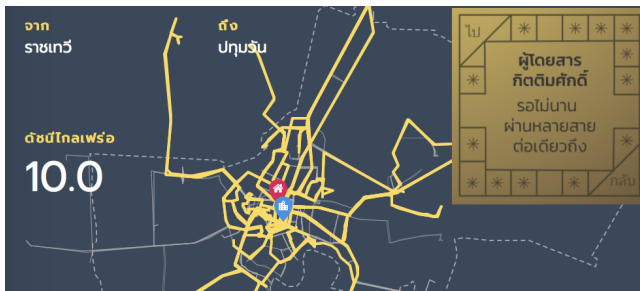 จาก
ราชเทวี
ถึง
ปทุมวัน
ดัชนีไกลเฟร่อ
10.0
ไป
ผู้โดยสาร
กิตติมศักดิ์
รอไม่นาน
ผ่านหลายสาย
ต่อเดียวถึง
กลับ